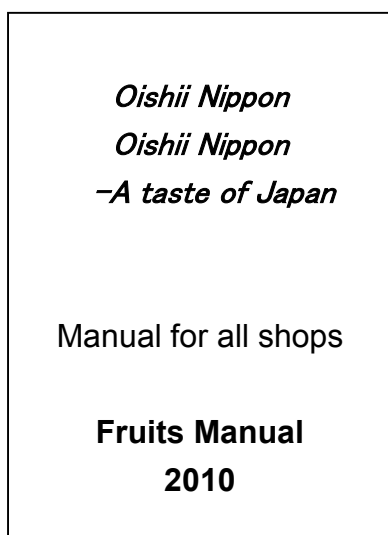 Oishii Nippon
Oishii Nippon
-A taste of Japan
Manual for all shops
Fruits Manual
2010